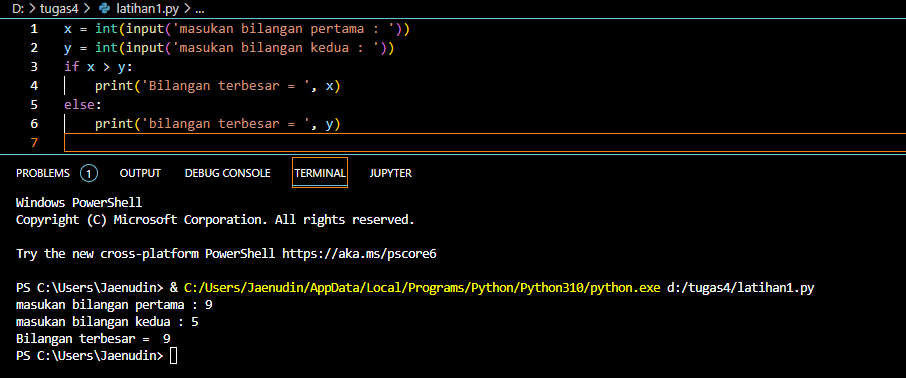 D: > tugas4 > latihan1.py > ...
1 x = int(input('masukan bilangan pertama : '))
2 y = int(input('masukan bilangan kedua : '))
3 if x > y:
4     print('Bilangan terbesar = ', x)
5 else:
6     print('bilangan terbesar = ', y)
7
PROBLEMS 1 OUTPUT DEBUG CONSOLE TERMINAL JUPYTER
Windows PowerShell
Copyright (C) Microsoft Corporation. All rights reserved.
Try the new cross-platform PowerShell https://aka.ms/pscore6
PS C:\Users\Jaenudin> & C:/Users/Jaenudin/AppData/Local/Programs/Python/Python310/python.exe d:/tugas4/latihan1.py
masukan bilangan pertama : 9
masukan bilangan kedua : 5
Bilangan terbesar =  9
PS C:\Users\Jaenudin>